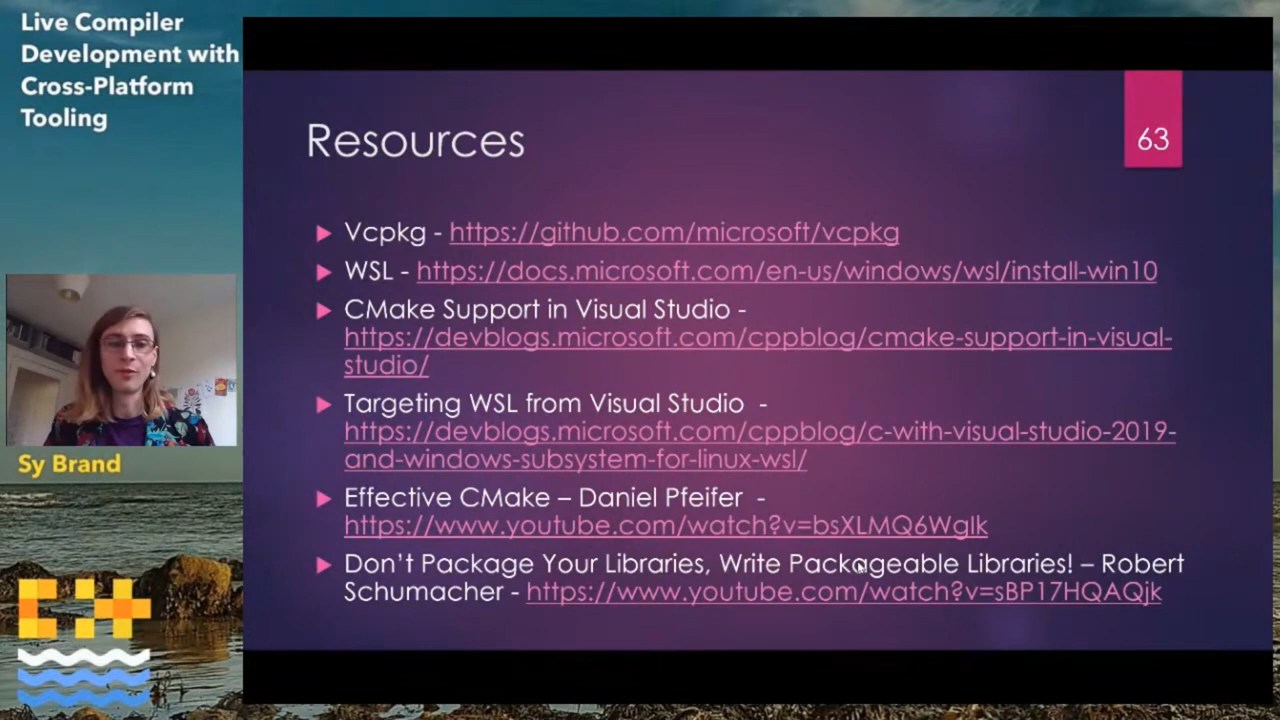 Live Compiler
Development with
Cross-Platform
Tooling
Resources
63
Vcpkg - https://github.com/microsoft/vcpkg
WSL - https://docs.microsoft.com/en-us/windows/wsl/install-win10
CMake Support in Visual Studio -
https://devblogs.microsoft.com/cppblog/cmake-support-in-visual-
studio/
Targeting WSL from Visual Studio -
https://devblogs.microsoft.com/cppblog/c-with-visual-studio-2019-
and-windows-subsystem-for-linux-wsl/
Effective CMake – Daniel Pfeifer -
https://www.youtube.com/watch?v=bsXLMQ6WgIk
Don't Package Your Libraries, Write Packageable Libraries! – Robert
Schumacher - https://www.youtube.com/watch?v=sBP17HQAQjk
Sy Brand
C++